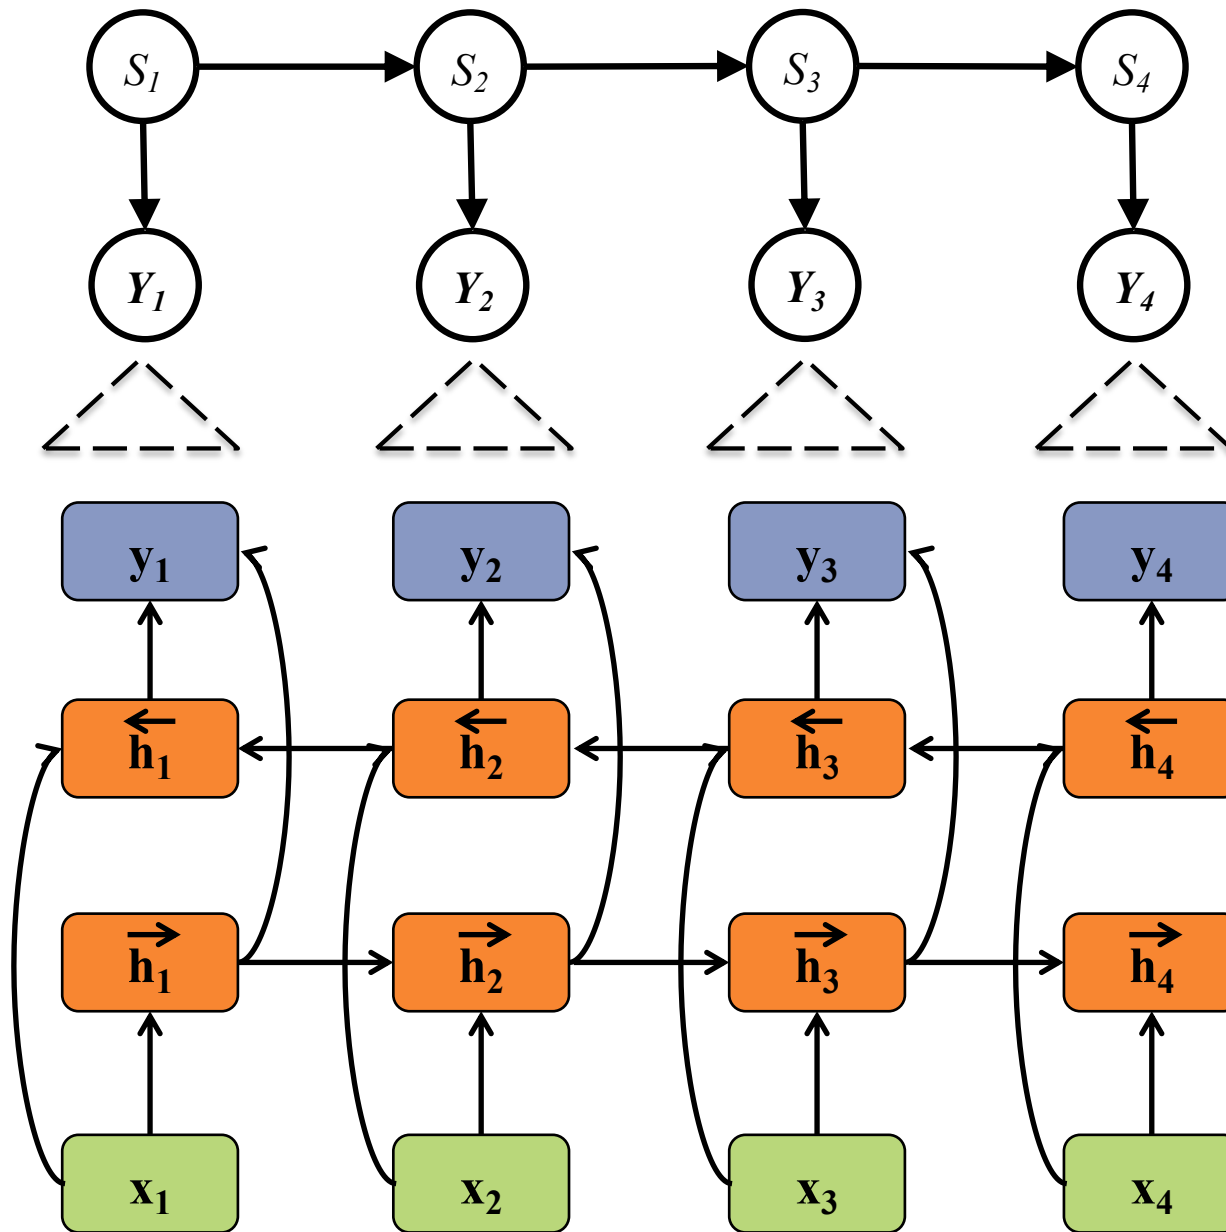 S₁ S₂ S₃ S₄
Y₁ Y₂ Y₃ Y₄
y₁ y₂ y₃ y₄
h₁ h₂ h₃ h₄
h₁ h₂ h₃ h₄
x₁ x₂ x₃ x₄